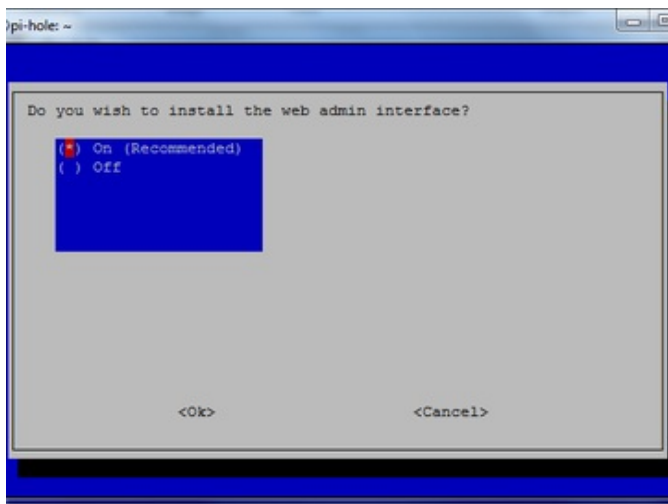 pi-hole: ~
Do you wish to install the web admin interface?
(*) On (Recommended)
( ) Off
<Ok> <Cancel>